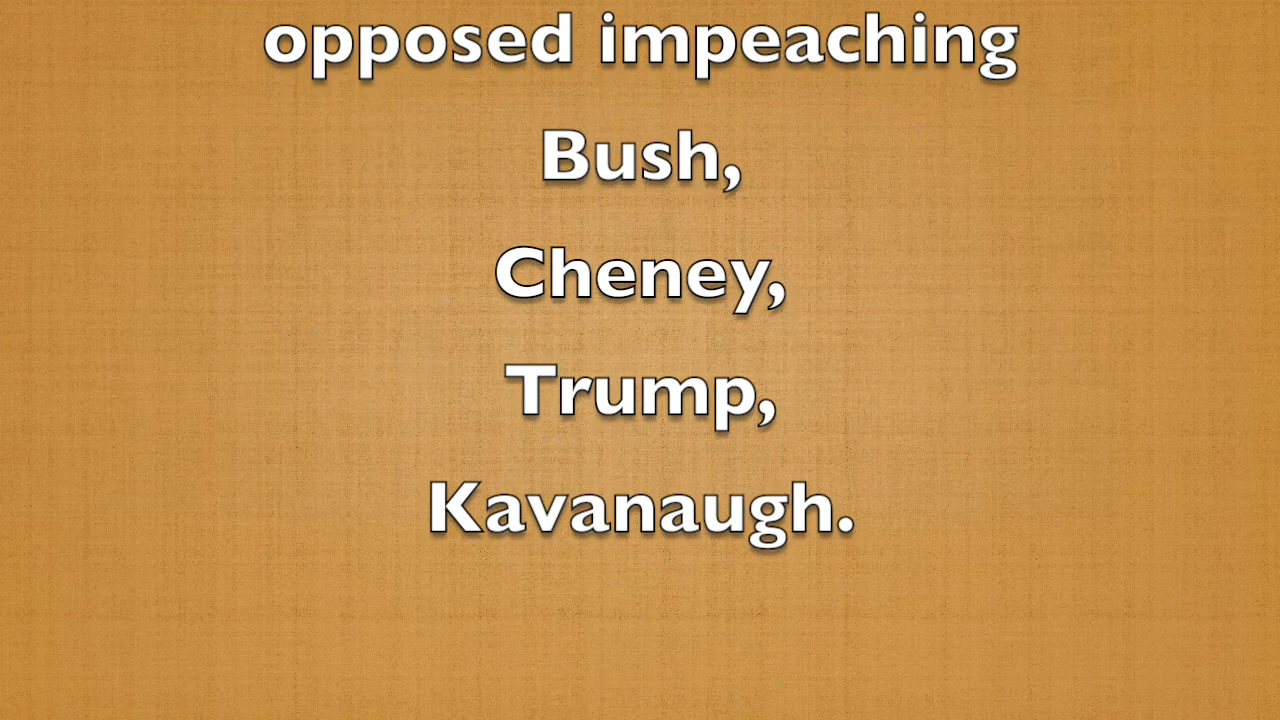 opposed impeaching
Bush,
Cheney,
Trump,
Kavanaugh.